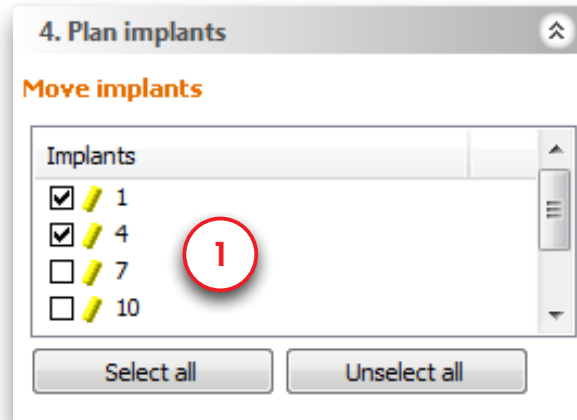 4. Plan implants
Move implants
Implants
1
4
7
10
1
Select all Unselect all